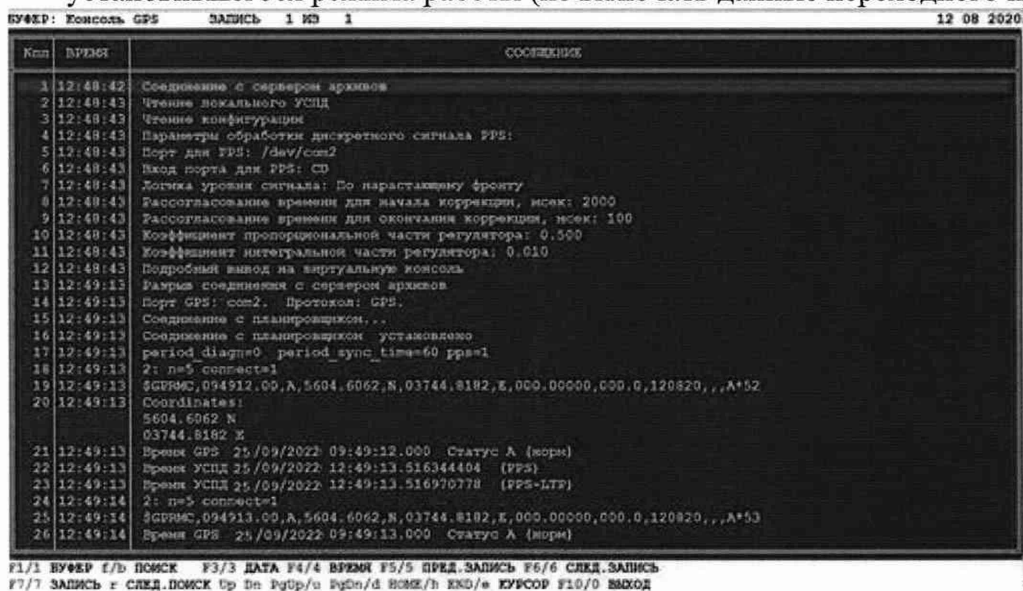 установившегося режима работы (не
БУФЕР: Консоль GPS ЗАПИСЬ 1 ИЗ 1 12 08 2020
Кпл ВРЕМЯ СООБЩЕНИЕ
1 12:48:42 Соединение с сервером архивов
2 12:48:43 Чтение локального УСПД
3 12:48:43 Чтение конфигурации
4 12:48:43 Параметры обработки дискретного сигнала PPS:
5 12:48:43 Порт для PPS: /dev/com2
6 12:48:43 Вход порта для PPS: CD
7 12:48:43 Логика уровня сигнала: По нарастающему фронту
8 12:48:43 Рассогласование времени для начала коррекции, мсек: 2000
9 12:48:43 Рассогласование времени для окончания коррекции, мсек: 100
10 12:48:43 Коэффициент пропорциональной части регулятора: 0.500
11 12:48:43 Коэффициент интегральной части регулятора: 0.010
12 12:48:43 Подробный вывод на виртуальную консоль
13 12:49:13 Разрыв соединения с сервером архивов
14 12:49:13 Порт GPS: com2. Протокол: GPS.
15 12:49:13 Соединение с планировщиком...
16 12:49:13 Соединение с планировщиком установлено
17 12:49:13 period_diagn=0 period_sync_time=60 pps=1
18 12:49:13 2: n=5 connect=1
19 12:49:13 $GPRMC,094912.00,A,5604.6062,N,03744.8182,E,000.00000,000.0,120820,,,A*52
20 12:49:13 Coordinates:
5604.6062 N
03744.8182 E
21 12:49:13 Время GPS 25/09/2022 09:49:12.000 Статус A (норм)
22 12:49:13 Время УСПД 25/09/2022 12:49:13.516344404 (PPS)
23 12:49:13 Время УСПД 25/09/2022 12:49:13.516970778 (PPS-LTP)
24 12:49:14 2: n=5 connect=1
25 12:49:14 $GPRMC,094913.00,A,5604.6062,N,03744.8182,E,000.00000,000.0,120820,,,A*53
26 12:49:14 Время GPS 25/09/2022 09:49:13.000 Статус A (норм)
F1/1 БУФЕР f/b ПОИСК F3/3 ДАТА F4/4 ВРЕМЯ F5/5 ПРЕД.ЗАПИСЬ F6/6 СЛЕД.ЗАПИСЬ
F7/7 ЗАПИСЬ r СЛЕД.ПОИСК Up Dn PgUp/u PgDn/d HOME/h END/e КУРСОР F10/0 ВЫХОД